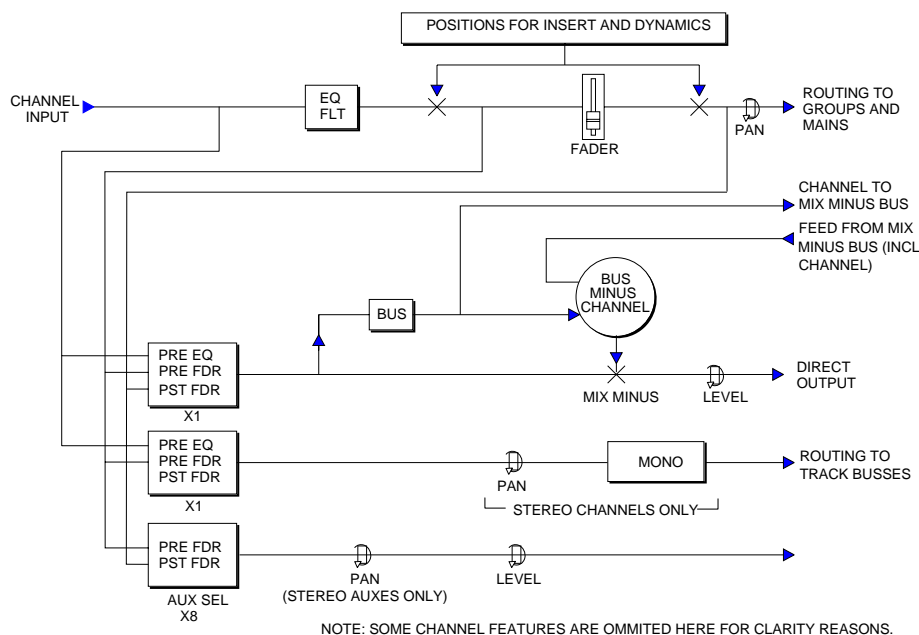 POSITIONS FOR INSERT AND DYNAMICS
CHANNEL
INPUT
EQ
FLT
FADER
PAN
ROUTING TO
GROUPS AND
MAINS
CHANNEL TO
MIX MINUS BUS
FEED FROM MIX
MINUS BUS (INCL
CHANNEL)
BUS
MINUS
CHANNEL
BUS
PRE EQ
PRE FDR
PST FDR
X1
MIX MINUS
LEVEL
DIRECT
OUTPUT
PRE EQ
PRE FDR
PST FDR
X1
PAN
MONO
STEREO CHANNELS ONLY
ROUTING TO
TRACK BUSSES
PRE FDR
PST FDR
AUX SEL
X8
PAN
(STEREO AUXES ONLY)
LEVEL
NOTE: SOME CHANNEL FEATURES ARE OMMITED HERE FOR CLARITY REASONS.